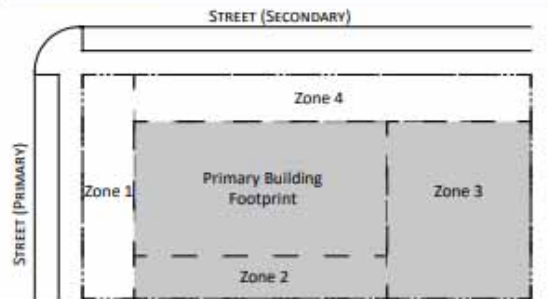 STREET (SECONDARY)
Zone 4
STREET (PRIMARY)
Zone 1
Primary Building
Footprint
Zone 3
Zone 2